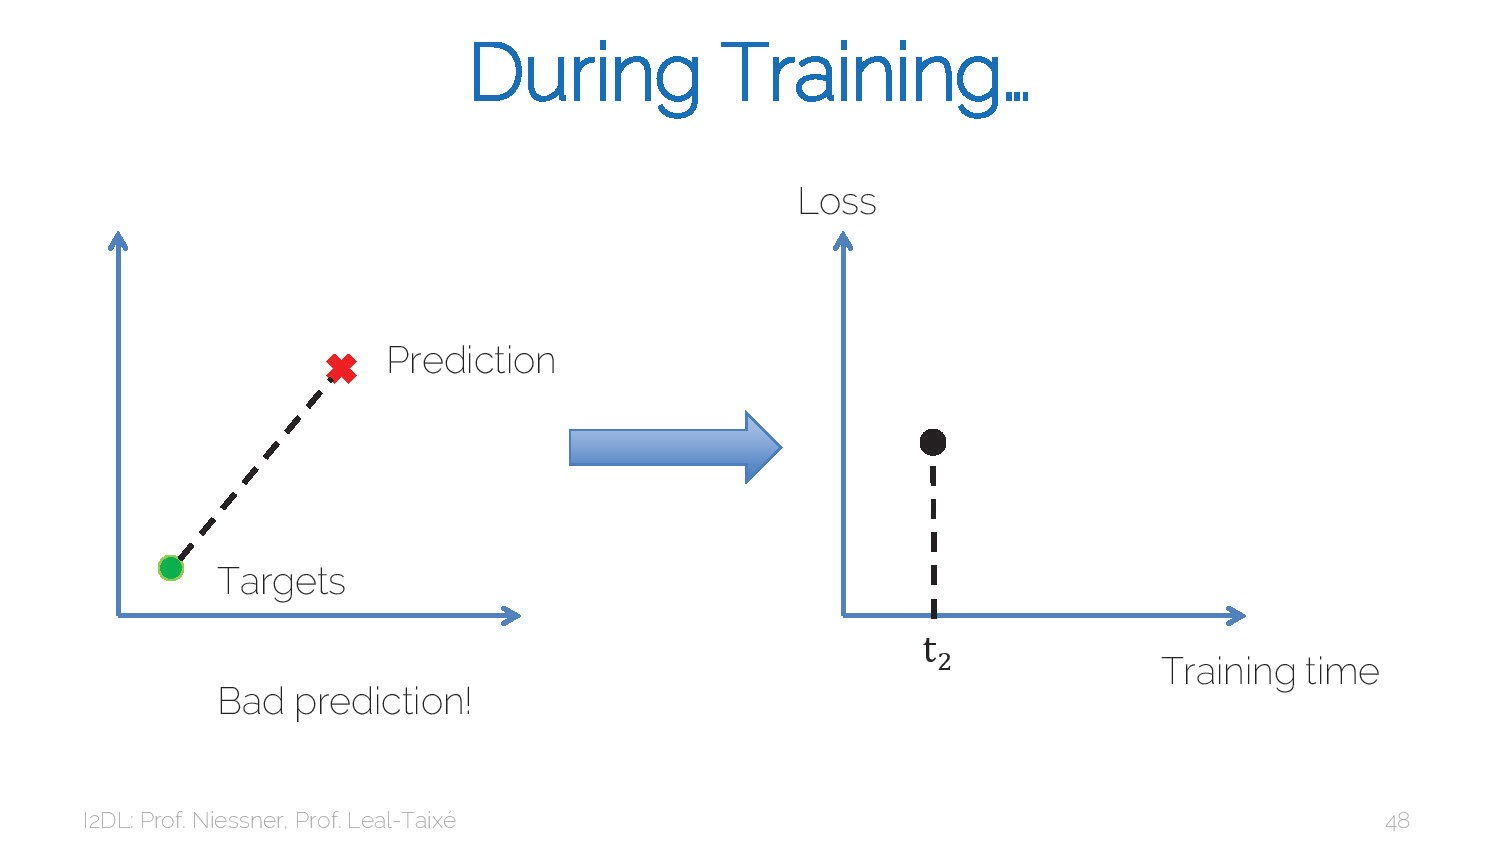 During Training...
Loss
Prediction
Targets
t₂
Training time
Bad prediction!
I2DL: Prof. Niessner, Prof. Leal-Taixé
48